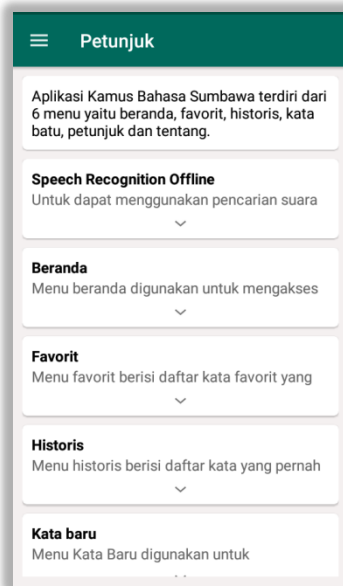 Petunjuk
Aplikasi Kamus Bahasa Sumbawa terdiri dari
6 menu yaitu beranda, favorit, historis, kata
batu, petunjuk dan tentang.
Speech Recognition Offline
Untuk dapat menggunakan pencarian suara
Beranda
Menu beranda digunakan untuk mengakses
Favorit
Menu favorit berisi daftar kata favorit yang
Historis
Menu historis berisi daftar kata yang pernah
Kata baru
Menu Kata Baru digunakan untuk